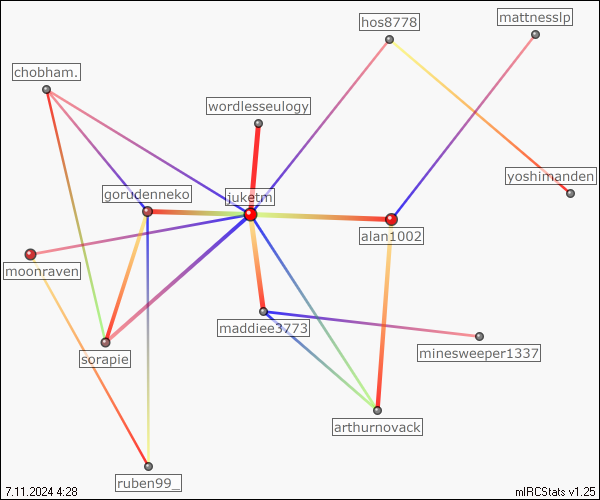 hos8778
mattnesslp
chobham.
wordlesseulogy
yoshimanden
gorudenneko
juketm
alan1002
moonraven
maddiee3773
sorapie
minesweeper1337
arthurnovack
ruben99_
7.11.2024 4:28
mIRCStats v1.25